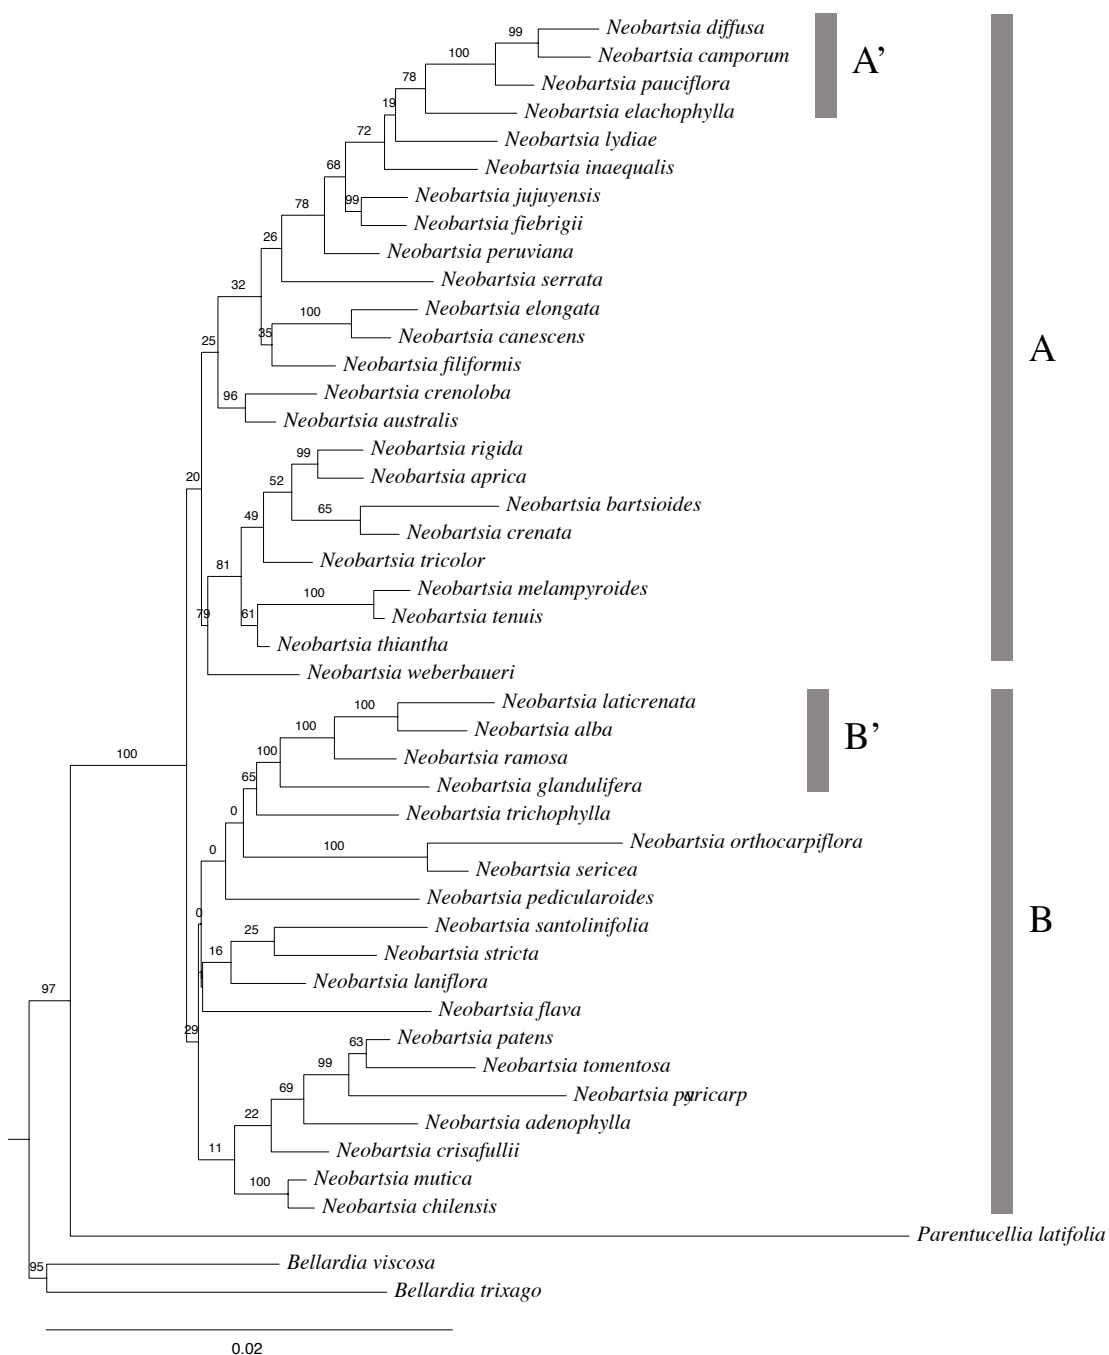 99 Neobartsia diffusa
Neobartsia camporum
100 Neobartsia pauciflora
A’
78 Neobartsia elachophylla
19 Neobartsia lydiae
72 Neobartsia inaequalis
68 Neobartsia jujuyensis
99 Neobartsia fiebrigii
78 Neobartsia peruviana
26 Neobartsia serrata
32 Neobartsia elongata
100 Neobartsia canescens
35 Neobartsia filiformis
A
25 Neobartsia crenoloba
96 Neobartsia australis
99 Neobartsia rigida
Neobartsia aprica
52 Neobartsia bartsioides
65 Neobartsia crenata
20 49 Neobartsia tricolor
81 Neobartsia melampyroides
100 Neobartsia tenuis
79 61 Neobartsia thiantha
Neobartsia weberbaueri
100 Neobartsia laticrenata
100 Neobartsia alba
100 Neobartsia ramosa
B’
100 65 Neobartsia glandulifera
0 Neobartsia trichophylla
0 100 Neobartsia orthocarpiflora
Neobartsia sericea
Neobartsia pedicularoides
0 25 Neobartsia santolinifolia
B
16 Neobartsia stricta
1 Neobartsia laniflora
97 Neobartsia flava
29 63 Neobartsia patens
99 Neobartsia tomentosa
69 Neobartsia pyricarp
22 Neobartsia adenophylla
11 Neobartsia crisafullii
100 Neobartsia mutica
Neobartsia chilensis
Parentucellia latifolia
95 Bellardia viscosa
Bellardia trixago
0.02